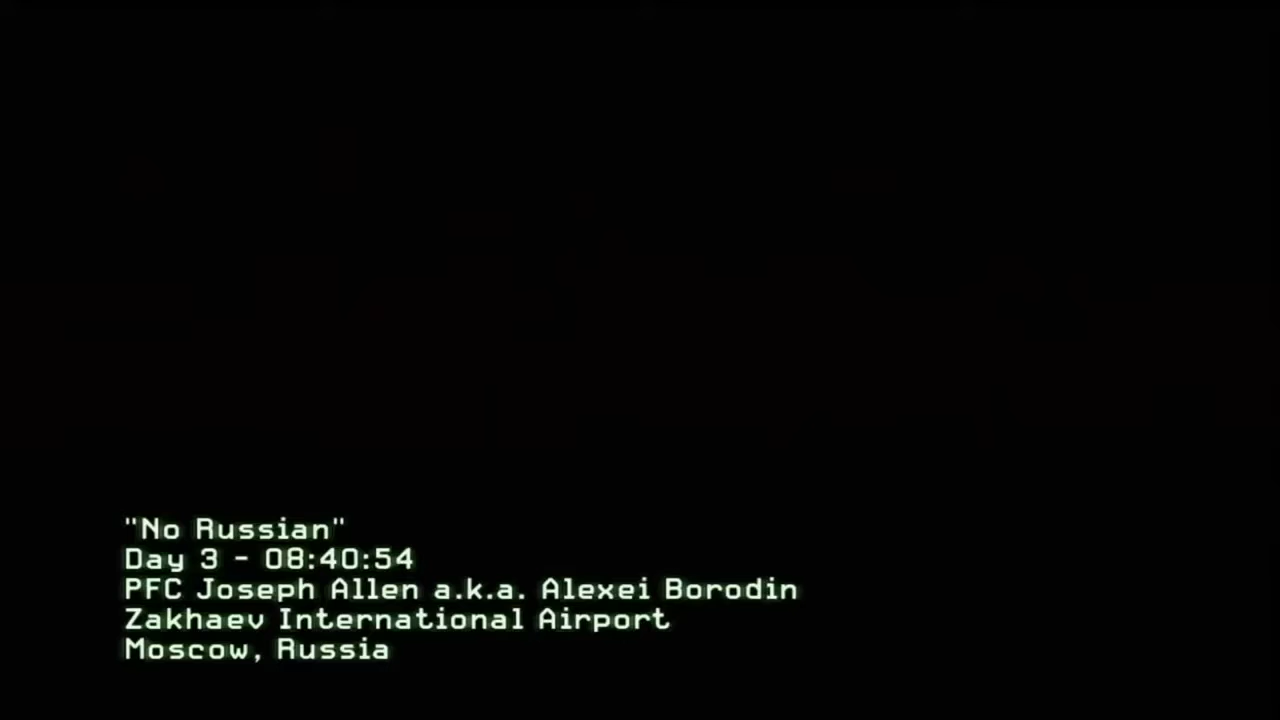 "No Russian"
Day 3 - 08:40:54
PFC Joseph Allen a.k.a. Alexei Borodin
Zakhaev International Airport
Moscow, Russia